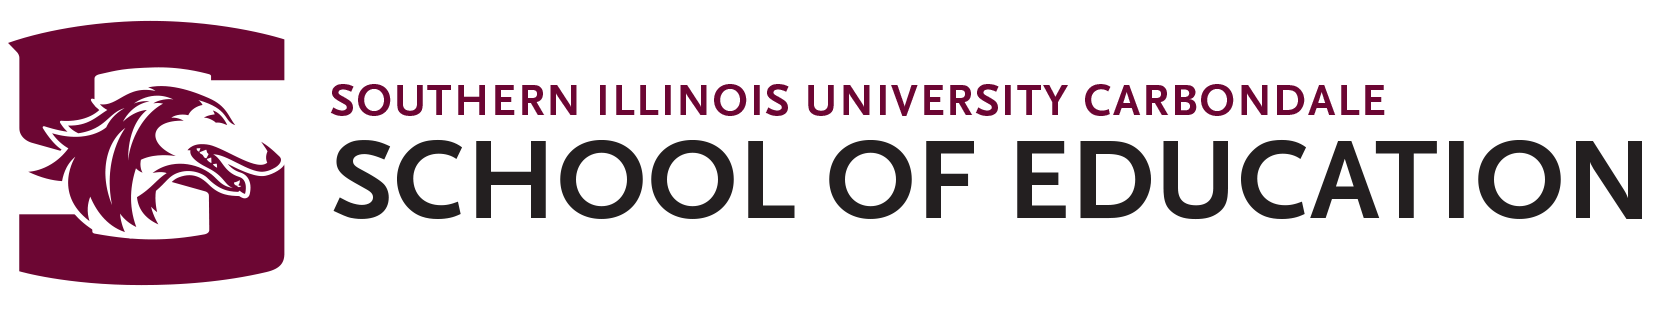 SOUTHERN ILLINOIS UNIVERSITY CARBONDALE
SCHOOL OF EDUCATION